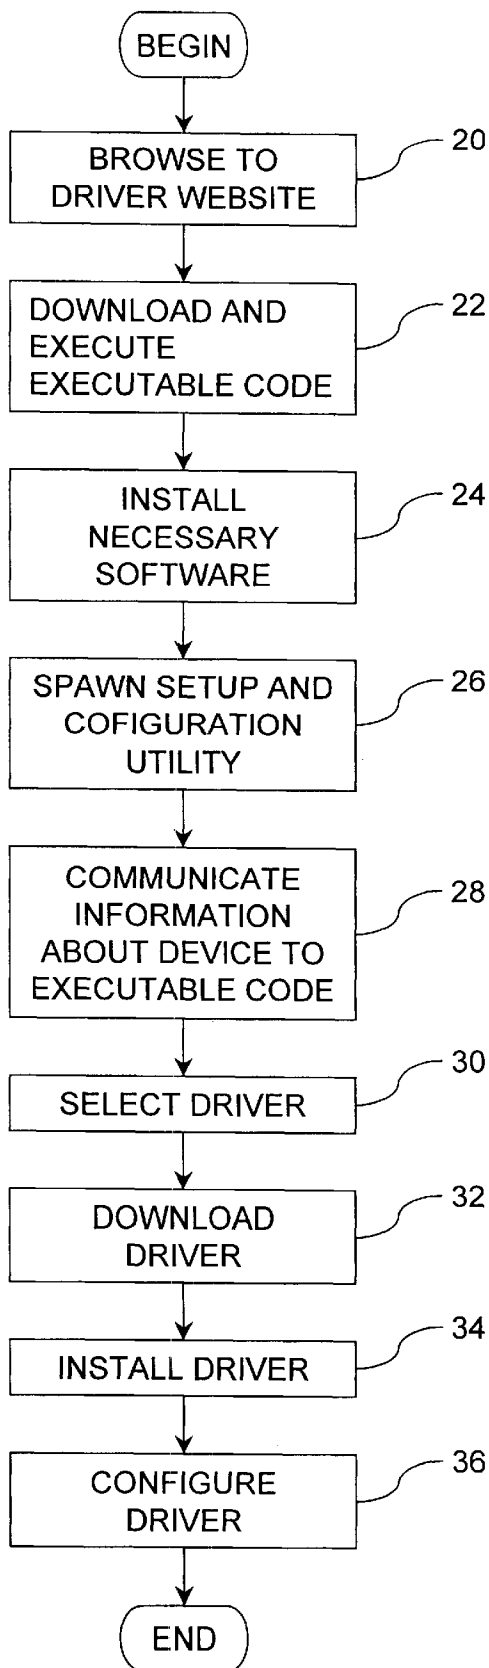 BEGIN
BROWSE TO
DRIVER WEBSITE
20
DOWNLOAD AND
EXECUTE
EXECUTABLE CODE
22
INSTALL
NECESSARY
SOFTWARE
24
SPAWN SETUP AND
COFIGURATION
UTILITY
26
COMMUNICATE
INFORMATION
ABOUT DEVICE TO
EXECUTABLE CODE
28
SELECT DRIVER
30
DOWNLOAD
DRIVER
32
INSTALL DRIVER
34
CONFIGURE
DRIVER
36
END